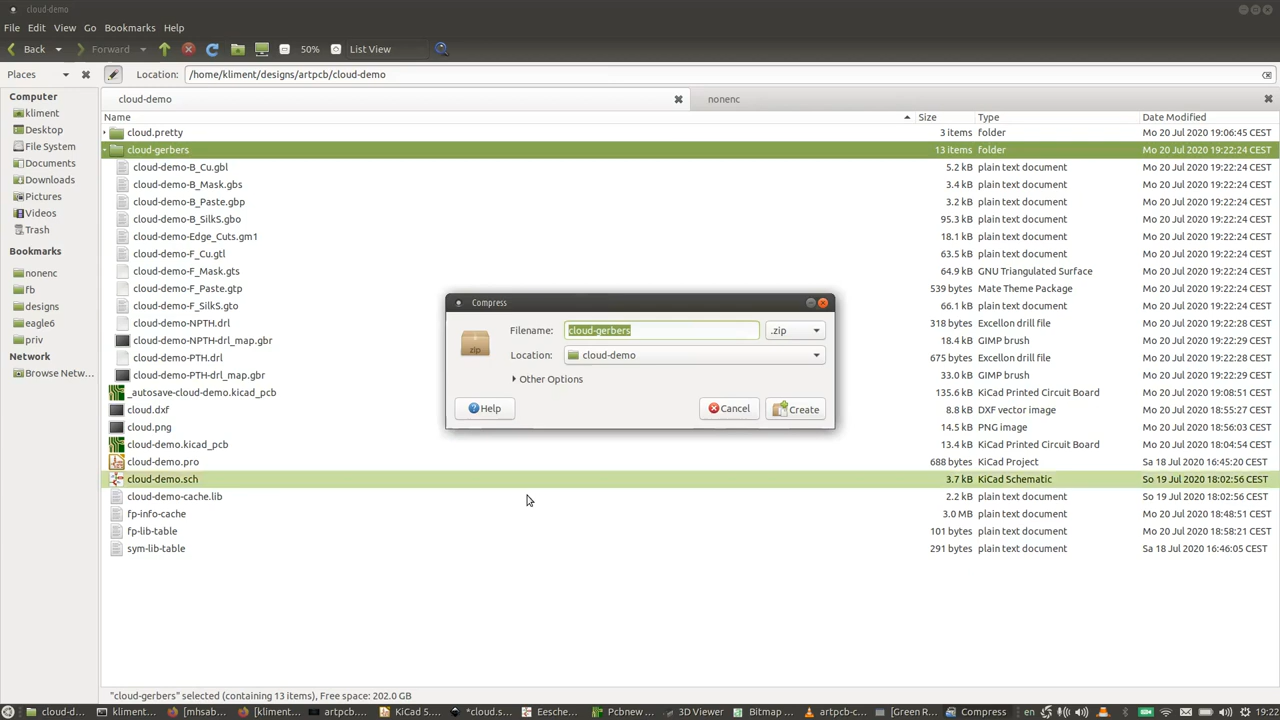 cloud-demo
File Edit View Go Bookmarks Help
Back Forward 50% List View
Places Location: /home/kliment/designs/artpcb/cloud-demo
Computer
kliment
Desktop
File System
Documents
Downloads
Pictures
Videos
Trash
Bookmarks
nonenc
fb
designs
eagle6
priv
Network
Browse Netw...
cloud-demo nonenc
Name Size Type Date Modified
cloud.pretty 3 items folder Mo 20 Jul 2020 19:06:45 CEST
cloud-gerbers 13 items folder Mo 20 Jul 2020 19:22:24 CEST
cloud-demo-B_Cu.gbl 5.2 kB plain text document Mo 20 Jul 2020 19:22:24 CEST
cloud-demo-B_Mask.gbs 3.4 kB plain text document Mo 20 Jul 2020 19:22:24 CEST
cloud-demo-B_Paste.gbp 3.2 kB plain text document Mo 20 Jul 2020 19:22:24 CEST
cloud-demo-B_SilkS.gbo 95.3 kB plain text document Mo 20 Jul 2020 19:22:24 CEST
cloud-demo-Edge_Cuts.gm1 18.1 kB plain text document Mo 20 Jul 2020 19:22:24 CEST
cloud-demo-F_Cu.gtl 63.5 kB plain text document Mo 20 Jul 2020 19:22:24 CEST
cloud-demo-F_Mask.gts 64.9 kB GNU Triangulated Surface Mo 20 Jul 2020 19:22:24 CEST
cloud-demo-F_Paste.gtp 539 bytes Mate Theme Package Mo 20 Jul 2020 19:22:24 CEST
cloud-demo-F_SilkS.gto 66.1 kB plain text document Mo 20 Jul 2020 19:22:24 CEST
cloud-demo-NPTH.drl 318 bytes Excellon drill file Mo 20 Jul 2020 19:22:28 CEST
cloud-demo-NPTH-drl_map.gbr 18.4 kB GIMP brush Mo 20 Jul 2020 19:22:28 CEST
cloud-demo-PTH.drl 675 bytes Excellon drill file Mo 20 Jul 2020 19:22:28 CEST
cloud-demo-PTH-drl_map.gbr 33.0 kB GIMP brush Mo 20 Jul 2020 19:22:28 CEST
_autosave-cloud-demo.kicad_pcb 135.6 kB KiCad Printed Circuit Board Mo 20 Jul 2020 19:21:40 CEST
cloud.dxf 8.8 kB DXF vector image Mo 20 Jul 2020 18:55:27 CEST
cloud.png 14.5 kB PNG image Mo 20 Jul 2020 18:56:03 CEST
cloud-demo.kicad_pcb 13.4 kB KiCad Printed Circuit Board Mo 20 Jul 2020 18:04:54 CEST
cloud-demo.pro 688 bytes KiCad Project Sa 18 Jul 2020 16:45:20 CEST
cloud-demo.sch 3.7 kB KiCad Schematic So 19 Jul 2020 18:02:56 CEST
cloud-demo-cache.lib 2.2 kB plain text document So 19 Jul 2020 18:02:56 CEST
fp-info-cache 3.0 MB plain text document Mo 20 Jul 2020 18:48:51 CEST
fp-lib-table 101 bytes plain text document Mo 20 Jul 2020 18:58:21 CEST
sym-lib-table 291 bytes plain text document Sa 18 Jul 2020 16:46:05 CEST
Compress
zip
Filename: cloud-gerbers .zip
Location: cloud-demo
Other Options
Help Cancel Create
"cloud-gerbers" selected (containing 13 items), Free space: 202.0 GB
cloud-d... kliment... [mhsab... [kliment... artpcb... KiCad 5... *cloud.s... Eesche... Pcbnew... 3D Viewer Bitmap ... artpcb-c... [Green R... Compress en 19:22